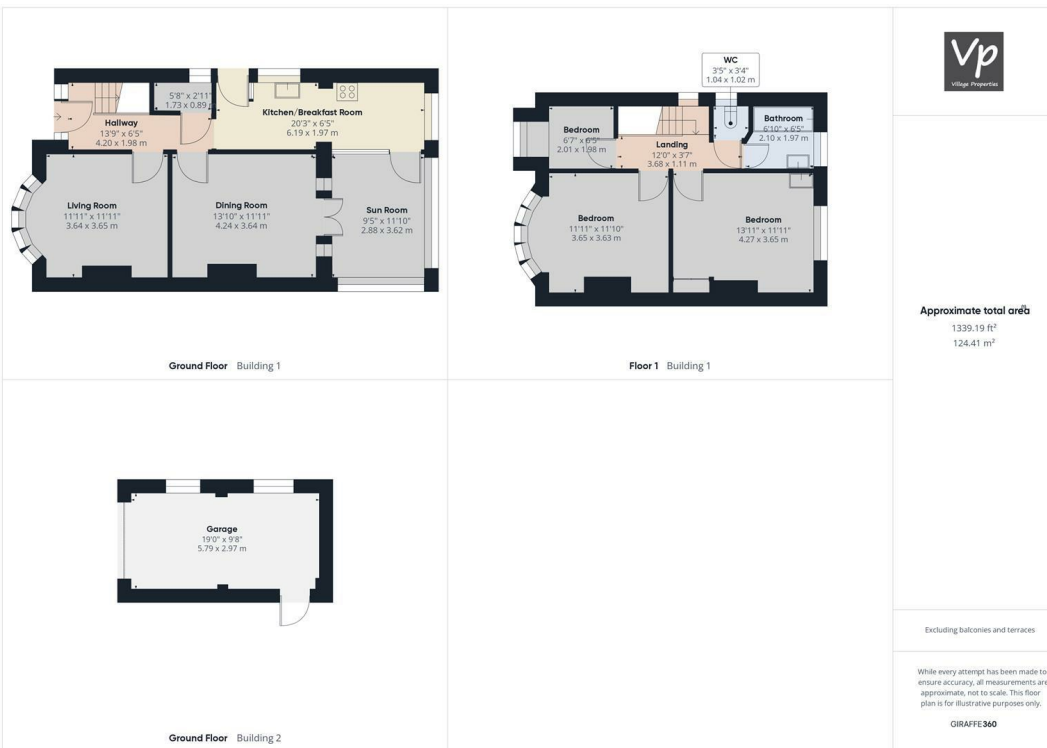 5'8" x 2'11"
1.73 x 0.89
Kitchen/Breakfast Room
20'3" x 6'5"
6.19 x 1.97 m
Hallway
13'9" x 6'5"
4.20 x 1.98 m
Living Room
11'11" x 11'11"
3.64 x 3.65 m
Dining Room
13'10" x 11'11"
4.24 x 3.64 m
Sun Room
9'5" x 11'10"
2.88 x 3.62 m
Ground Floor Building 1
WC
3'5" x 3'4"
1.04 x 1.02 m
Bedroom
6'7" x 6'5"
2.01 x 1.98 m
Landing
12'0" x 3'7"
3.68 x 1.11 m
Bathroom
6'10" x 6'5"
2.10 x 1.97 m
Bedroom
11'11" x 11'10"
3.65 x 3.63 m
Bedroom
13'11" x 11'11"
4.27 x 3.65 m
Floor 1 Building 1
Garage
19'0" x 9'8"
5.79 x 2.97 m
Ground Floor Building 2
Vp
Village Properties
Approximate total area
1339.19 ft²
124.41 m²
Excluding balconies and terraces
While every attempt has been made to
ensure accuracy, all measurements are
approximate, not to scale. This floor
plan is for illustrative purposes only.
GIRAFFE360